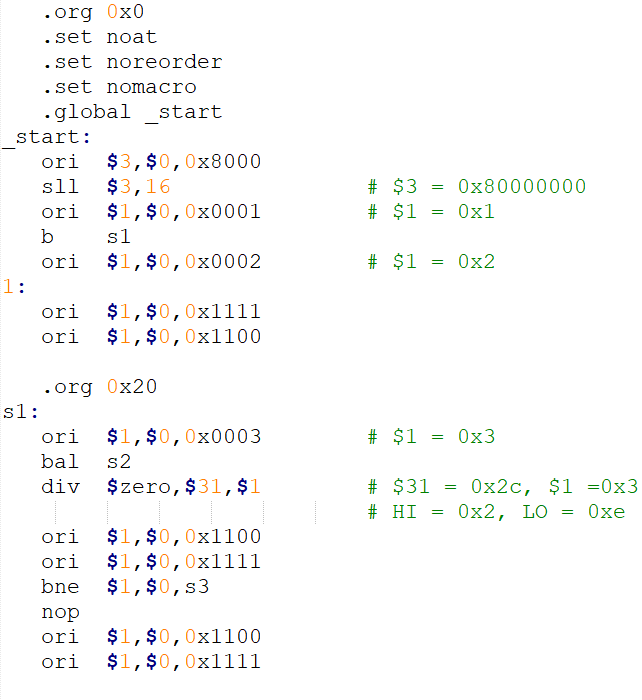 .org 0x0
.set noat
.set noreorder
.set nomacro
.global _start
_start:
ori $3,$0,0x8000
sll $3,16 # $3 = 0x80000000
ori $1,$0,0x0001 # $1 = 0x1
b s1
ori $1,$0,0x0002 # $1 = 0x2
1:
ori $1,$0,0x1111
ori $1,$0,0x1100
.org 0x20
s1:
ori $1,$0,0x0003 # $1 = 0x3
bal s2
div $zero,$31,$1 # $31 = 0x2c, $1 =0x3
# HI = 0x2, LO = 0xe
ori $1,$0,0x1100
ori $1,$0,0x1111
bne $1,$0,s3
nop
ori $1,$0,0x1100
ori $1,$0,0x1111